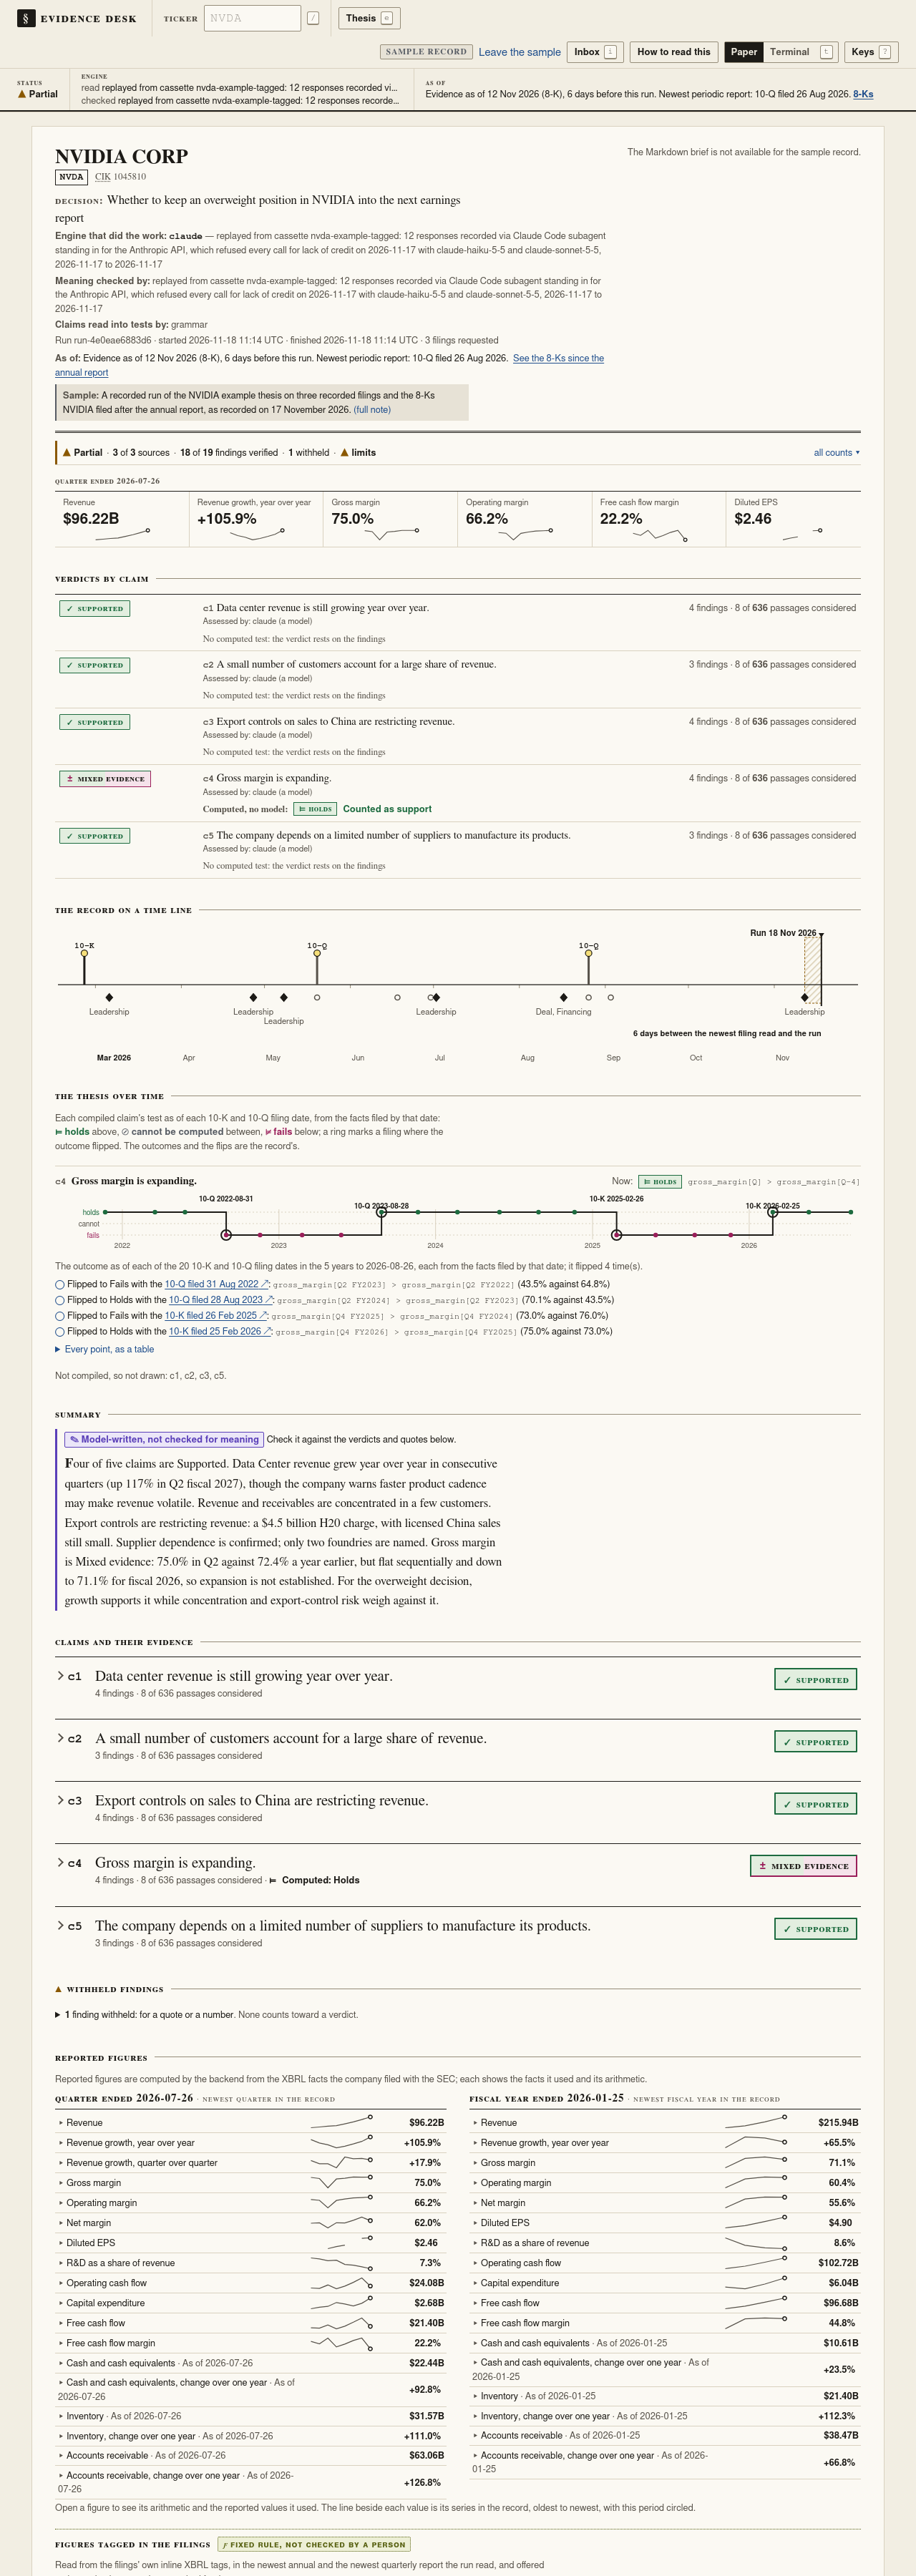 § EVIDENCE DESK TICKER NVDA / Thesis e
SAMPLE RECORD Leave the sample Inbox i How to read this Paper Terminal t Keys ?
STATUS
▲ Partial
ENGINE
read replayed from cassette nvda-example-tagged: 12 responses recorded vi...
checked replayed from cassette nvda-example-tagged: 12 responses recorde...
AS OF
Evidence as of 12 Nov 2026 (8-K), 6 days before this run. Newest periodic report: 10-Q filed 26 Aug 2026. 8-Ks
NVIDIA CORP
The Markdown brief is not available for the sample record.
NVDA CIK 1045810
DECISION: Whether to keep an overweight position in NVIDIA into the next earnings
report
Engine that did the work: claude — replayed from cassette nvda-example-tagged: 12 responses recorded via Claude Code subagent
standing in for the Anthropic API, which refused every call for lack of credit on 2026-11-17 with claude-haiku-5-5 and claude-sonnet-5-5,
2026-11-17 to 2026-11-17
Meaning checked by: replayed from cassette nvda-example-tagged: 12 responses recorded via Claude Code subagent standing in for
the Anthropic API, which refused every call for lack of credit on 2026-11-17 with claude-haiku-5-5 and claude-sonnet-5-5, 2026-11-17 to
2026-11-17
Claims read into tests by: grammar
Run run-4e0eae6883d6 · started 2026-11-18 11:14 UTC · finished 2026-11-18 11:14 UTC · 3 filings requested
As of: Evidence as of 12 Nov 2026 (8-K), 6 days before this run. Newest periodic report: 10-Q filed 26 Aug 2026. See the 8-Ks since the
annual report
Sample: A recorded run of the NVIDIA example thesis on three recorded filings and the 8-Ks
NVIDIA filed after the annual report, as recorded on 17 November 2026. (full note)
▲ Partial · 3 of 3 sources · 18 of 19 findings verified · 1 withheld · ▲ limits
all counts ▾
QUARTER ENDED 2026-07-26
Revenue
$96.22B
Revenue growth, year over year
+105.9%
Gross margin
75.0%
Operating margin
66.2%
Free cash flow margin
22.2%
Diluted EPS
$2.46
VERDICTS BY CLAIM
✓ SUPPORTED c1 Data center revenue is still growing year over year. 4 findings · 8 of 636 passages considered
Assessed by: claude (a model)
No computed test: the verdict rests on the findings
✓ SUPPORTED c2 A small number of customers account for a large share of revenue. 3 findings · 8 of 636 passages considered
Assessed by: claude (a model)
No computed test: the verdict rests on the findings
✓ SUPPORTED c3 Export controls on sales to China are restricting revenue. 4 findings · 8 of 636 passages considered
Assessed by: claude (a model)
No computed test: the verdict rests on the findings
± MIXED EVIDENCE c4 Gross margin is expanding. 4 findings · 8 of 636 passages considered
Assessed by: claude (a model)
Computed, no model: ⊨ HOLDS Counted as support
✓ SUPPORTED c5 The company depends on a limited number of suppliers to manufacture its products. 3 findings · 8 of 636 passages considered
Assessed by: claude (a model)
No computed test: the verdict rests on the findings
THE RECORD ON A TIME LINE
Run 18 Nov 2026
10-K 10-Q 10-Q
Leadership Leadership Leadership Deal, Financing Leadership
Leadership
6 days between the newest filing read and the run
Mar 2026 Apr May Jun Jul Aug Sep Oct Nov
THE THESIS OVER TIME
Each compiled claim's test as of each 10-K and 10-Q filing date, from the facts filed by that date:
⊨ holds above, ⊘ cannot be computed between, ⊭ fails below; a ring marks a filing where the
outcome flipped. The outcomes and the flips are the record's.
c4 Gross margin is expanding.
Now: ⊨ HOLDS gross_margin[Q] > gross_margin[Q-4]
10-Q 2022-08-31 10-Q 2023-08-28 10-K 2025-02-26 10-K 2026-02-25
holds
cannot
fails
2022 2023 2024 2025 2026
The outcome as of each of the 20 10-K and 10-Q filing dates in the 5 years to 2026-08-26, each from the facts filed by that date; it flipped 4 time(s).
Flipped to Fails with the 10-Q filed 31 Aug 2022 ↗: gross_margin[Q2 FY2023] > gross_margin[Q2 FY2022] (43.5% against 64.8%)
Flipped to Holds with the 10-Q filed 28 Aug 2023 ↗: gross_margin[Q2 FY2024] > gross_margin[Q2 FY2023] (70.1% against 43.5%)
Flipped to Fails with the 10-K filed 26 Feb 2025 ↗: gross_margin[Q4 FY2025] > gross_margin[Q4 FY2024] (73.0% against 76.0%)
Flipped to Holds with the 10-K filed 25 Feb 2026 ↗: gross_margin[Q4 FY2026] > gross_margin[Q4 FY2025] (75.0% against 73.0%)
▶ Every point, as a table
Not compiled, so not drawn: c1, c2, c3, c5.
SUMMARY
✎ Model-written, not checked for meaning Check it against the verdicts and quotes below.
Four of five claims are Supported. Data Center revenue grew year over year in consecutive
quarters (up 117% in Q2 fiscal 2027), though the company warns faster product cadence
may make revenue volatile. Revenue and receivables are concentrated in a few customers.
Export controls are restricting revenue: a $4.5 billion H20 charge, with licensed China sales
still small. Supplier dependence is confirmed; only two foundries are named. Gross margin
is Mixed evidence: 75.0% in Q2 against 72.4% a year earlier, but flat sequentially and down
to 71.1% for fiscal 2026, so expansion is not established. For the overweight decision,
growth supports it while concentration and export-control risk weigh against it.
CLAIMS AND THEIR EVIDENCE
c1 Data center revenue is still growing year over year. ✓ SUPPORTED
4 findings · 8 of 636 passages considered
c2 A small number of customers account for a large share of revenue. ✓ SUPPORTED
3 findings · 8 of 636 passages considered
c3 Export controls on sales to China are restricting revenue. ✓ SUPPORTED
4 findings · 8 of 636 passages considered
c4 Gross margin is expanding. ± MIXED EVIDENCE
4 findings · 8 of 636 passages considered · ⊨ Computed: Holds
c5 The company depends on a limited number of suppliers to manufacture its products. ✓ SUPPORTED
3 findings · 8 of 636 passages considered
▲ WITHHELD FINDINGS
▶ 1 finding withheld: for a quote or a number. None counts toward a verdict.
REPORTED FIGURES
Reported figures are computed by the backend from the XBRL facts the company filed with the SEC; each shows the facts it used and its arithmetic.
QUARTER ENDED 2026-07-26 · NEWEST QUARTER IN THE RECORD
▸ Revenue $96.22B
▸ Revenue growth, year over year +105.9%
▸ Revenue growth, quarter over quarter +17.9%
▸ Gross margin 75.0%
▸ Operating margin 66.2%
▸ Net margin 62.0%
▸ Diluted EPS $2.46
▸ R&D as a share of revenue 7.3%
▸ Operating cash flow $24.08B
▸ Capital expenditure $2.68B
▸ Free cash flow $21.40B
▸ Free cash flow margin 22.2%
▸ Cash and cash equivalents · As of 2026-07-26 $22.44B
▸ Cash and cash equivalents, change over one year · As of
2026-07-26 +92.8%
▸ Inventory · As of 2026-07-26 $31.57B
▸ Inventory, change over one year · As of 2026-07-26 +111.0%
▸ Accounts receivable · As of 2026-07-26 $63.06B
▸ Accounts receivable, change over one year · As of 2026-
07-26 +126.8%
FISCAL YEAR ENDED 2026-01-25 · NEWEST FISCAL YEAR IN THE RECORD
▸ Revenue $215.94B
▸ Revenue growth, year over year +65.5%
▸ Gross margin 71.1%
▸ Operating margin 60.4%
▸ Net margin 55.6%
▸ Diluted EPS $4.90
▸ R&D as a share of revenue 8.6%
▸ Operating cash flow $102.72B
▸ Capital expenditure $6.04B
▸ Free cash flow $96.68B
▸ Free cash flow margin 44.8%
▸ Cash and cash equivalents · As of 2026-01-25 $10.61B
▸ Cash and cash equivalents, change over one year · As of
2026-01-25 +23.5%
▸ Inventory · As of 2026-01-25 $21.40B
▸ Inventory, change over one year · As of 2026-01-25 +112.3%
▸ Accounts receivable · As of 2026-01-25 $38.47B
▸ Accounts receivable, change over one year · As of 2026-
01-25 +66.8%
Open a figure to see its arithmetic and the reported values it used. The line beside each value is its series in the record, oldest to newest, with this period circled.
FIGURES TAGGED IN THE FILINGS ƒ FIXED RULE, NOT CHECKED BY A PERSON
Read from the filings' own inline XBRL tags, in the newest annual and the newest quarterly report the run read, and offered